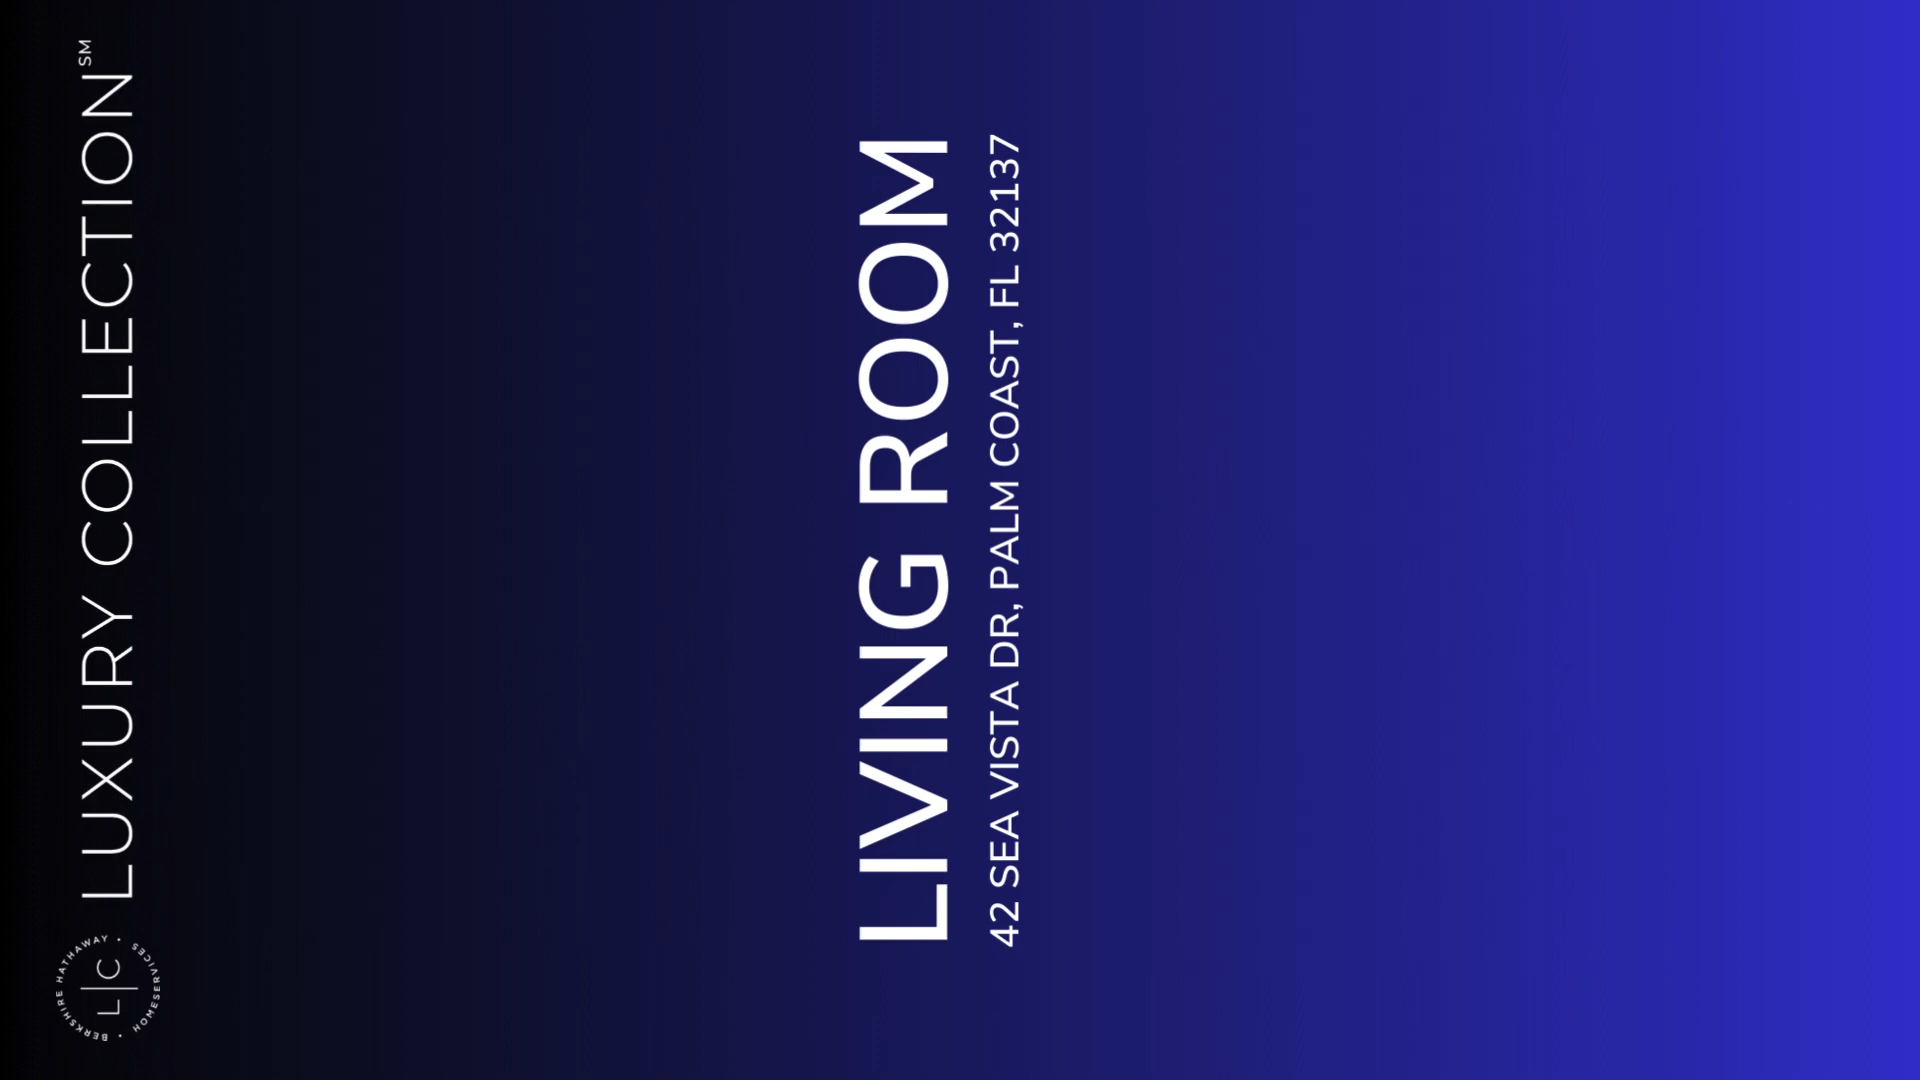 LUXURY COLLECTION℠
BERKSHIRE HATHAWAY • HOMESERVICES •
L|C
LIVING ROOM
42 SEA VISTA DR, PALM COAST, FL 32137